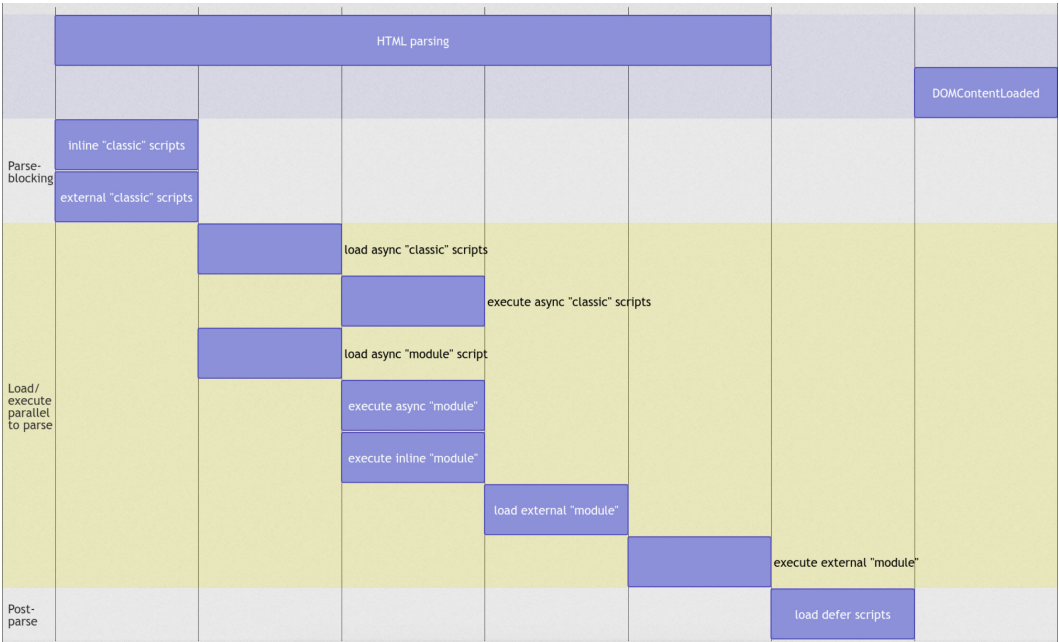 HTML parsing
DOMContentLoaded
Parse-
blocking
inline "classic" scripts
external "classic" scripts
Load/
execute
parallel
to parse
load async "classic" scripts
execute async "classic" scripts
load async "module" script
execute async "module"
execute inline "module"
load external "module"
execute external "module"
Post-
parse
load defer scripts